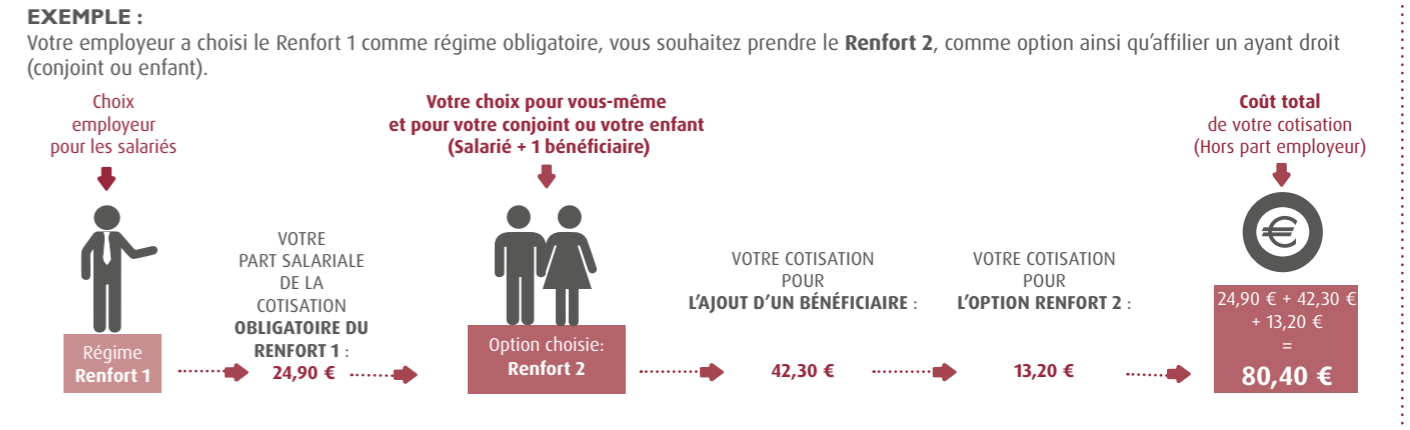 EXEMPLE :
Votre employeur a choisi le Renfort 1 comme régime obligatoire, vous souhaitez prendre le Renfort 2, comme option ainsi qu'affilier un ayant droit
(conjoint ou enfant).
Choix
employeur
pour les salariés
Régime
Renfort 1
VOTRE
PART SALARIALE
DE LA
COTISATION
OBLIGATOIRE DU
RENFORT 1 :
24,90 €
Votre choix pour vous-même
et pour votre conjoint ou votre enfant
(Salarié + 1 bénéficiaire)
Option choisie:
Renfort 2
VOTRE COTISATION
POUR
L'AJOUT D'UN BÉNÉFICIAIRE :
42,30 €
VOTRE COTISATION
POUR
L'OPTION RENFORT 2 :
13,20 €
Coût total
de votre cotisation
(Hors part employeur)
€
24,90 € + 42,30 €
+ 13,20 €
=
80,40 €